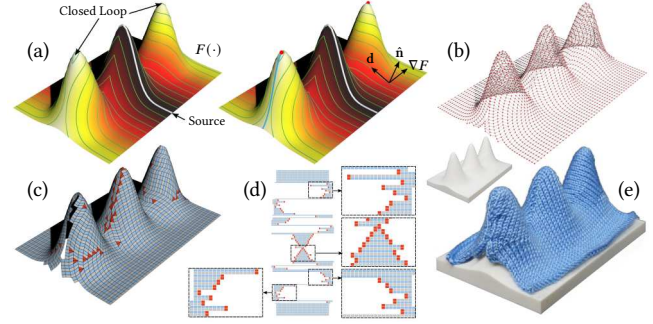 Closed Loop
(a)
F(·)
d
n̂
∇F
Source
(b)
(c)
(d)
(e)